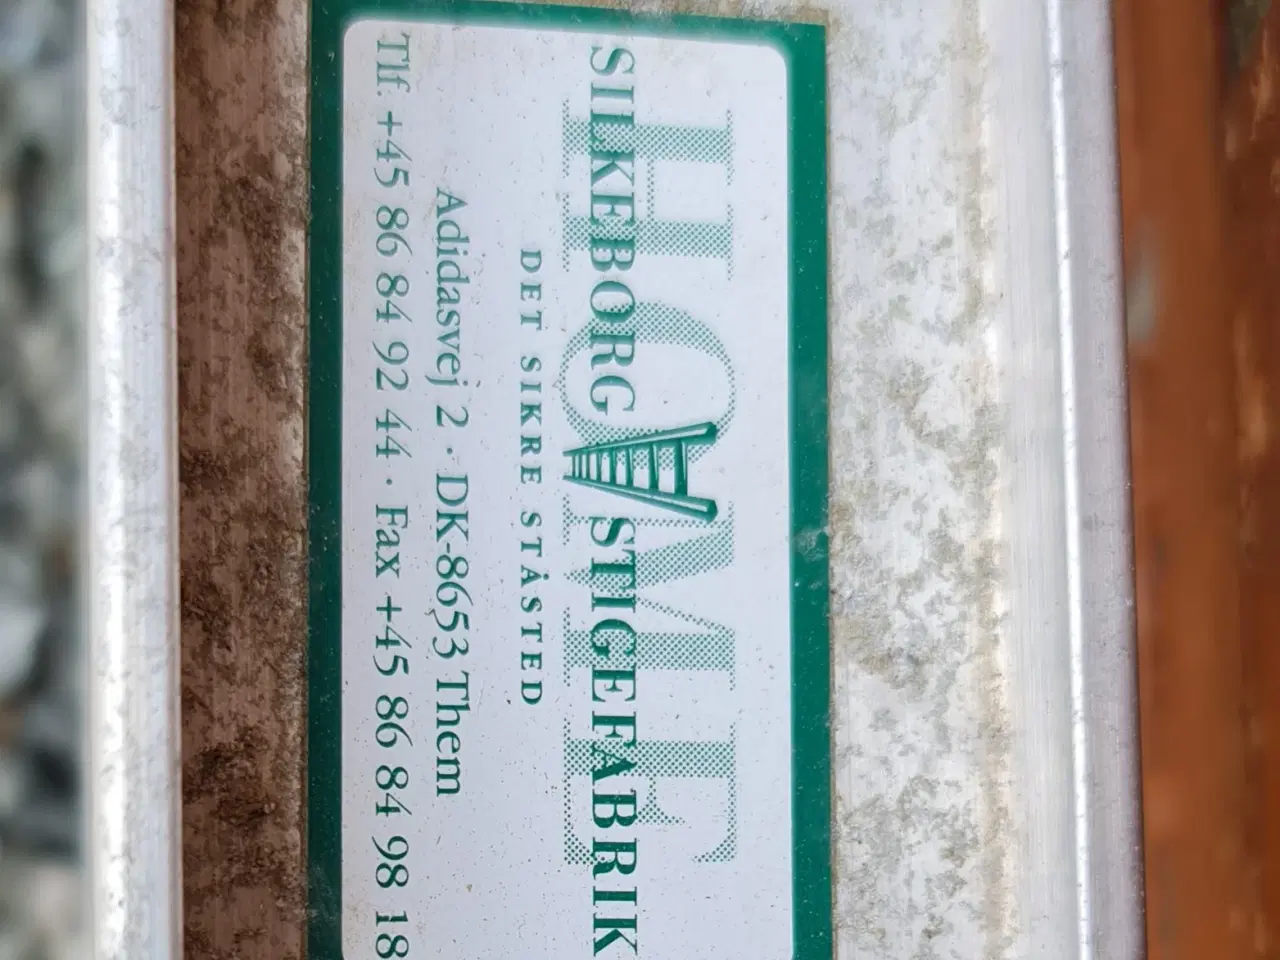 HOME
SILKEBORG STIGEFABRIK
DET SIKRE STÅSTED
Adidasvej 2 · DK-8653 Them
Tlf. +45 86 84 92 44 · Fax +45 86 84 98 18